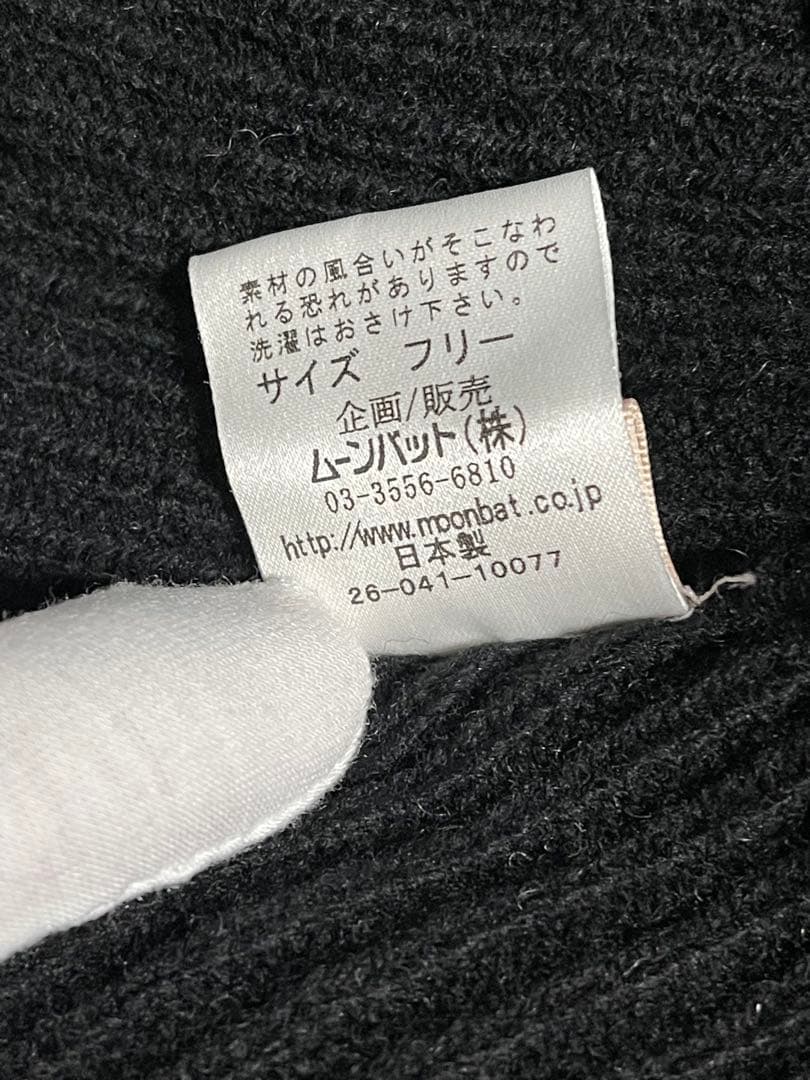 素材の風合いがそこなわ
れる恐れがありますので
洗濯はおさけ下さい。
サイズ フリー
企画/販売
ムーンバット(株)
03-3556-6810
http://www.moonbat.co.jp
日本製
26-041-10077